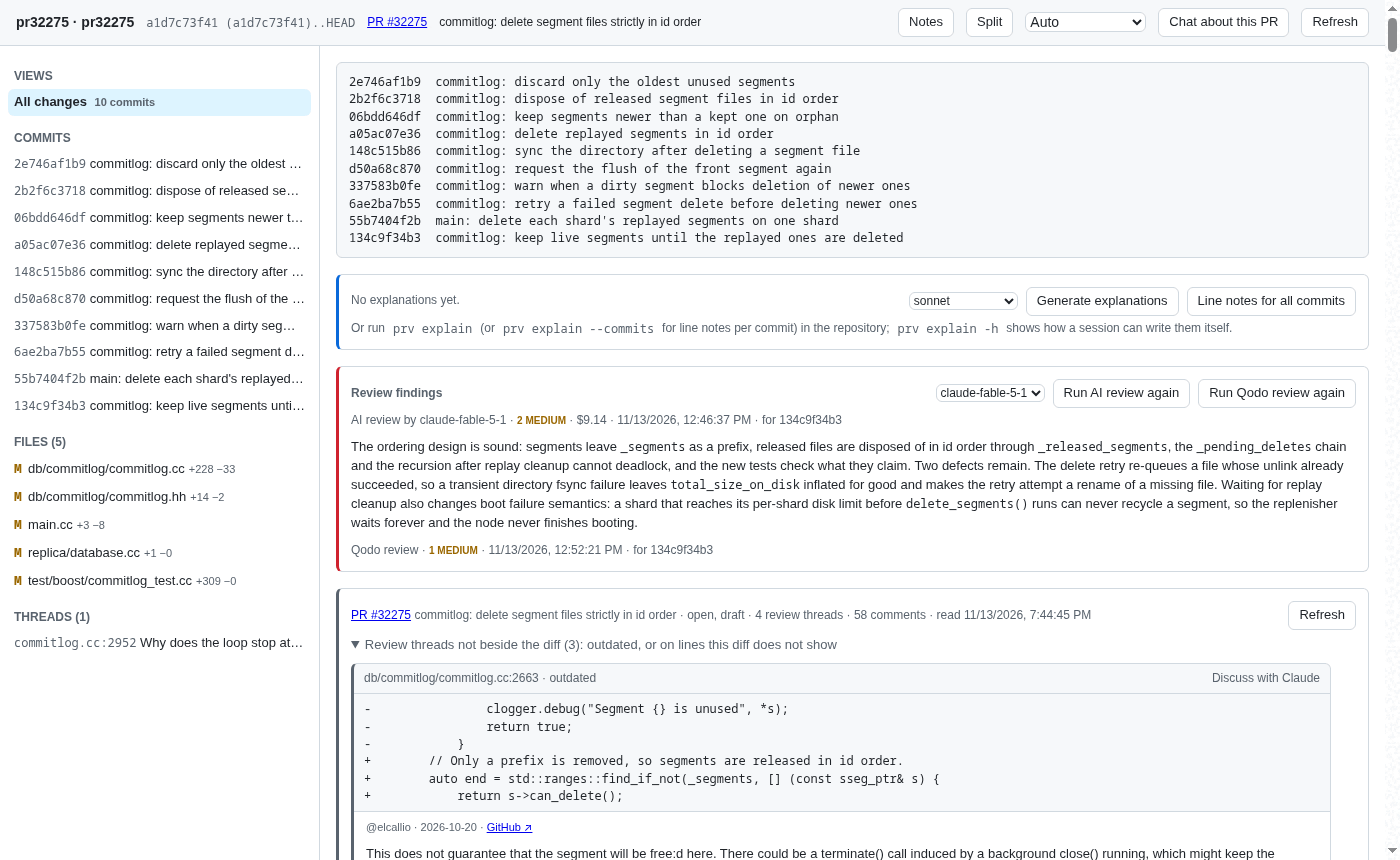 pr32275 · pr32275 a1d7c73f41 (a1d7c73f41)..HEAD PR #32275 commitlog: delete segment files strictly in id order Notes Split Auto Chat about this PR Refresh
VIEWS
All changes 10 commits
COMMITS
2e746af1b9 commitlog: discard only the oldest …
2b2f6c3718 commitlog: dispose of released se…
06bdd646df commitlog: keep segments newer t…
a05ac07e36 commitlog: delete replayed segme…
148c515b86 commitlog: sync the directory after …
d50a68c870 commitlog: request the flush of the …
337583b0fe commitlog: warn when a dirty seg…
6ae2ba7b55 commitlog: retry a failed segment d…
55b7404f2b main: delete each shard's replayed…
134c9f34b3 commitlog: keep live segments unti…
FILES (5)
M db/commitlog/commitlog.cc +228 −33
M db/commitlog/commitlog.hh +14 −2
M main.cc +3 −8
M replica/database.cc +1 −0
M test/boost/commitlog_test.cc +309 −0
THREADS (1)
commitlog.cc:2952 Why does the loop stop at…
2e746af1b9 commitlog: discard only the oldest unused segments
2b2f6c3718 commitlog: dispose of released segment files in id order
06bdd646df commitlog: keep segments newer than a kept one on orphan
a05ac07e36 commitlog: delete replayed segments in id order
148c515b86 commitlog: sync the directory after deleting a segment file
d50a68c870 commitlog: request the flush of the front segment again
337583b0fe commitlog: warn when a dirty segment blocks deletion of newer ones
6ae2ba7b55 commitlog: retry a failed segment delete before deleting newer ones
55b7404f2b main: delete each shard's replayed segments on one shard
134c9f34b3 commitlog: keep live segments until the replayed ones are deleted
No explanations yet. sonnet Generate explanations Line notes for all commits
Or run prv explain (or prv explain --commits for line notes per commit) in the repository; prv explain -h shows how a session can write them itself.
Review findings claude-fable-5-1 Run AI review again Run Qodo review again
AI review by claude-fable-5-1 · 2 MEDIUM · $9.14 · 11/13/2026, 12:46:37 PM · for 134c9f34b3
The ordering design is sound: segments leave _segments as a prefix, released files are disposed of in id order through _released_segments, the _pending_deletes chain
and the recursion after replay cleanup cannot deadlock, and the new tests check what they claim. Two defects remain. The delete retry re-queues a file whose unlink already
succeeded, so a transient directory fsync failure leaves total_size_on_disk inflated for good and makes the retry attempt a rename of a missing file. Waiting for replay
cleanup also changes boot failure semantics: a shard that reaches its per-shard disk limit before delete_segments() runs can never recycle a segment, so the replenisher
waits forever and the node never finishes booting.
Qodo review · 1 MEDIUM · 11/13/2026, 12:52:21 PM · for 134c9f34b3
PR #32275 commitlog: delete segment files strictly in id order · open, draft · 4 review threads · 58 comments · read 11/13/2026, 7:44:45 PM Refresh
▼ Review threads not beside the diff (3): outdated, or on lines this diff does not show
db/commitlog/commitlog.cc:2663 · outdated Discuss with Claude
- clogger.debug("Segment {} is unused", *s);
- return true;
- }
+ // Only a prefix is removed, so segments are released in id order.
+ auto end = std::ranges::find_if_not(_segments, [] (const sseg_ptr& s) {
+ return s->can_delete();
@elcallio · 2026-10-20 · GitHub ↗
This does not guarantee that the segment will be free:d here. There could be a terminate() call induced by a background close() running, which might keep the